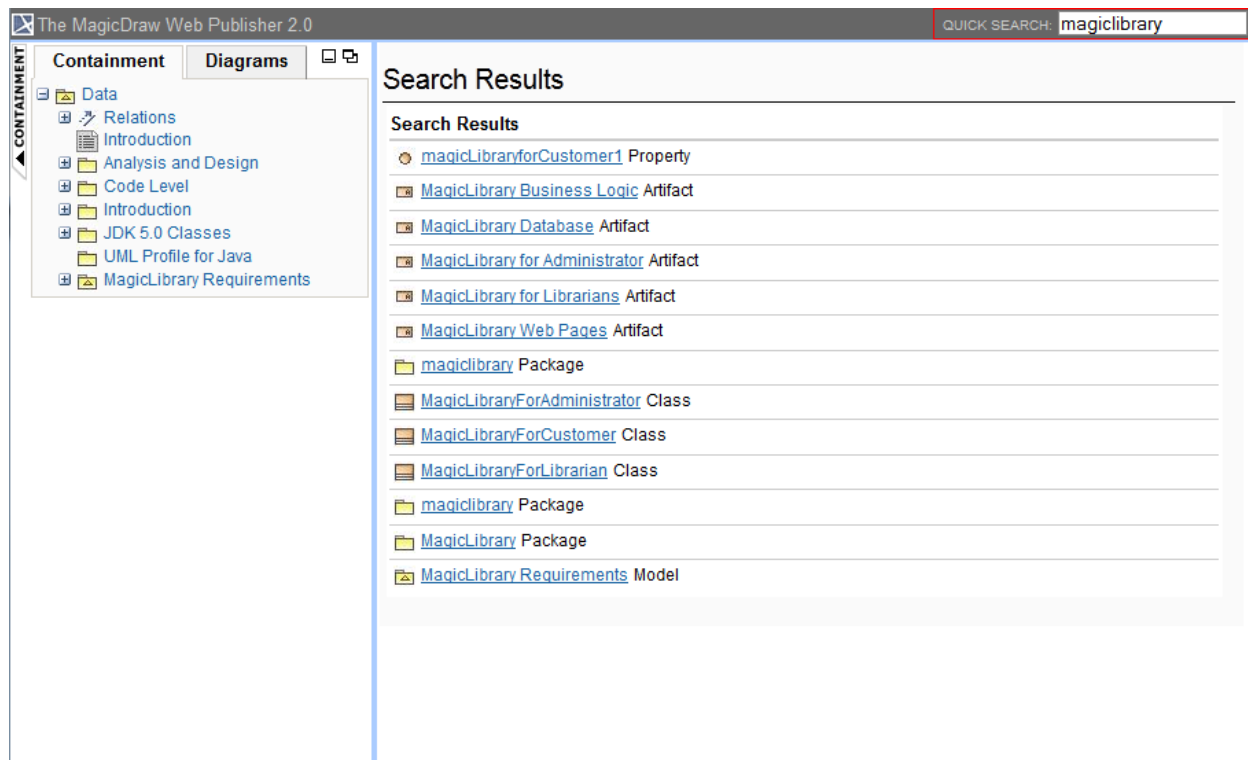 The MagicDraw Web Publisher 2.0
QUICK SEARCH: magiclibrary
CONTAINMENT
Containment
Diagrams
Data
Relations
Introduction
Analysis and Design
Code Level
Introduction
JDK 5.0 Classes
UML Profile for Java
MagicLibrary Requirements
Search Results
Search Results
magicLibraryforCustomer1 Property
MagicLibrary Business Logic Artifact
MagicLibrary Database Artifact
MagicLibrary for Administrator Artifact
MagicLibrary for Librarians Artifact
MagicLibrary Web Pages Artifact
magiclibrary Package
MagicLibraryForAdministrator Class
MagicLibraryForCustomer Class
MagicLibraryForLibrarian Class
magiclibrary Package
MagicLibrary Package
MagicLibrary Requirements Model